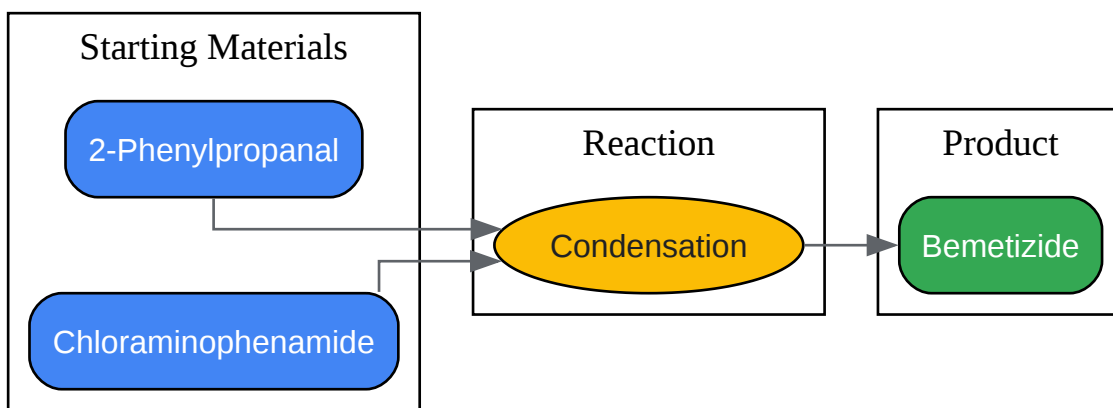 Starting Materials
2-Phenylpropanal
Chloraminophenamide
Reaction
Condensation
Product
Bemetizide